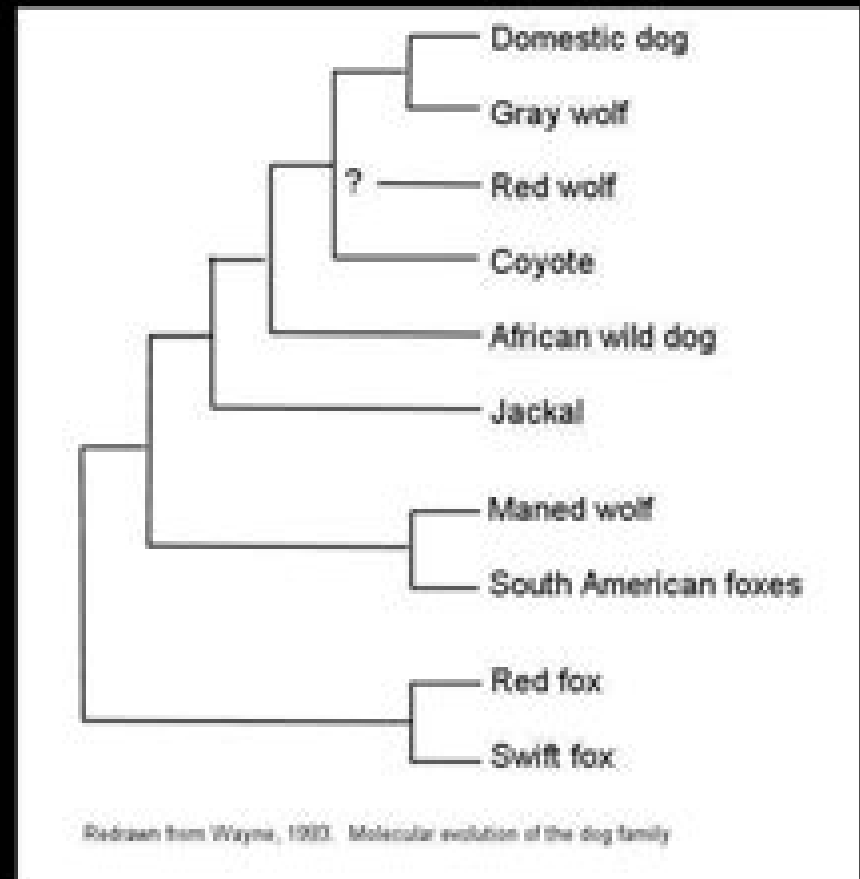 Domestic dog
Gray wolf
? Red wolf
Coyote
African wild dog
Jackal
Maned wolf
South American foxes
Red fox
Swift fox
Redrawn from Wayne, 1993. Molecular evolution of the dog family